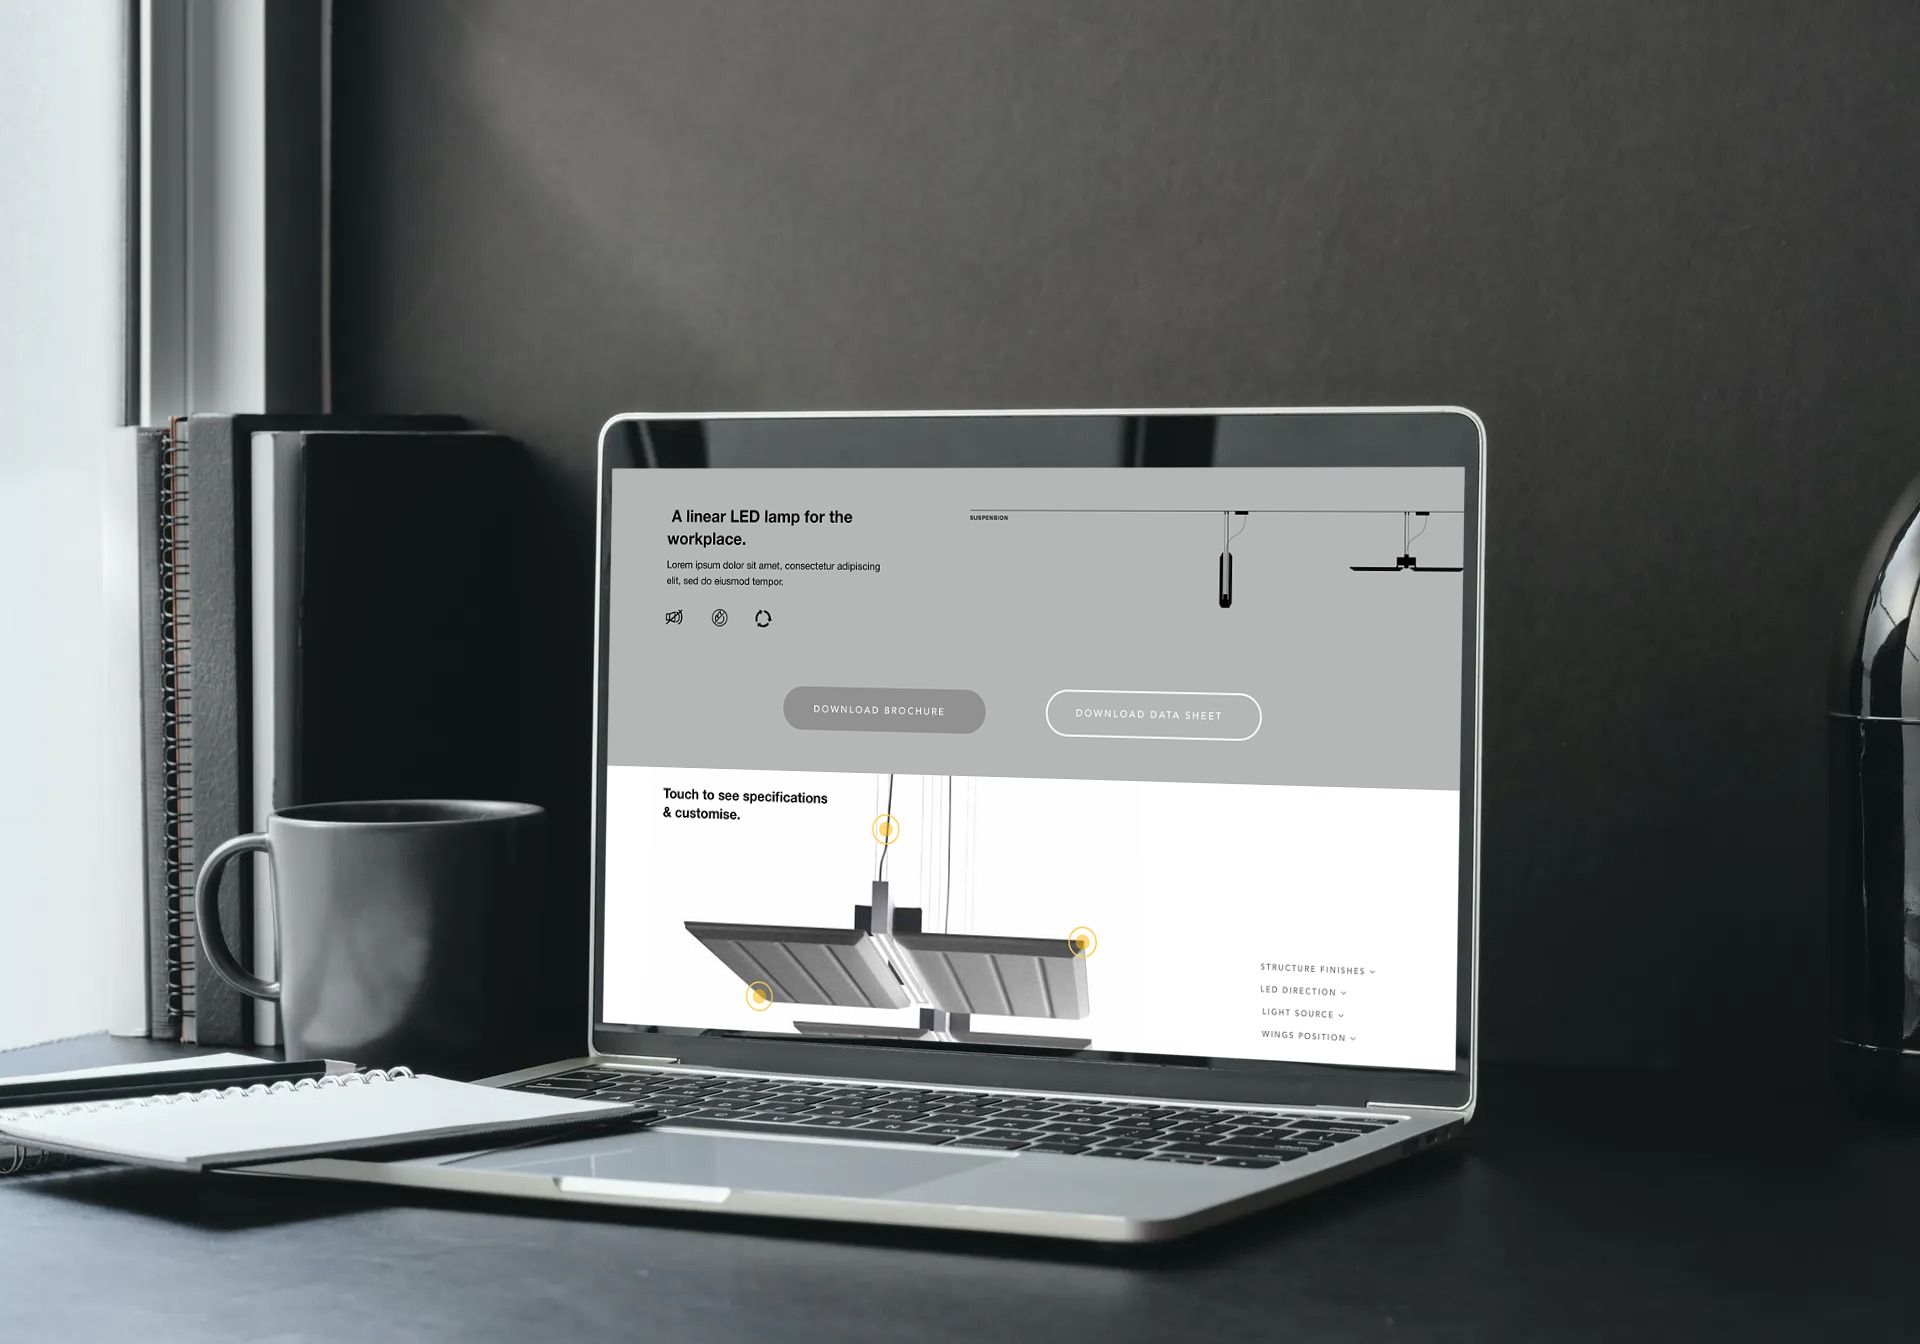 A linear LED lamp for the
workplace.
Lorem ipsum dolor sit amet, consectetur adipiscing
elit, sed do eiusmod tempor.
SUSPENSION
DOWNLOAD BROCHURE
DOWNLOAD DATA SHEET
Touch to see specifications
& customise.
STRUCTURE FINISHES
LED DIRECTION
LIGHT SOURCE
WINGS POSITION